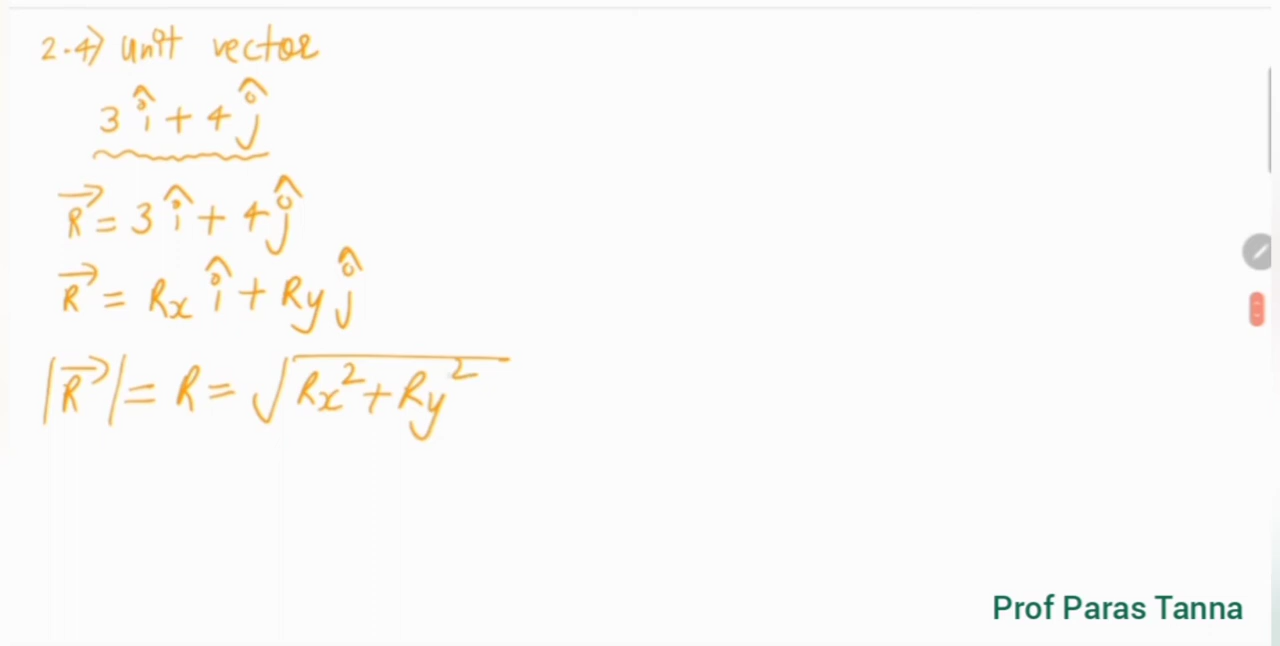 2.4) unit vector
3 î + 4 ĵ
R⃗ = 3 î + 4 ĵ
R⃗ = Rx î + Ry ĵ
|R⃗| = R = √(Rx² + Ry²)
Prof Paras Tanna